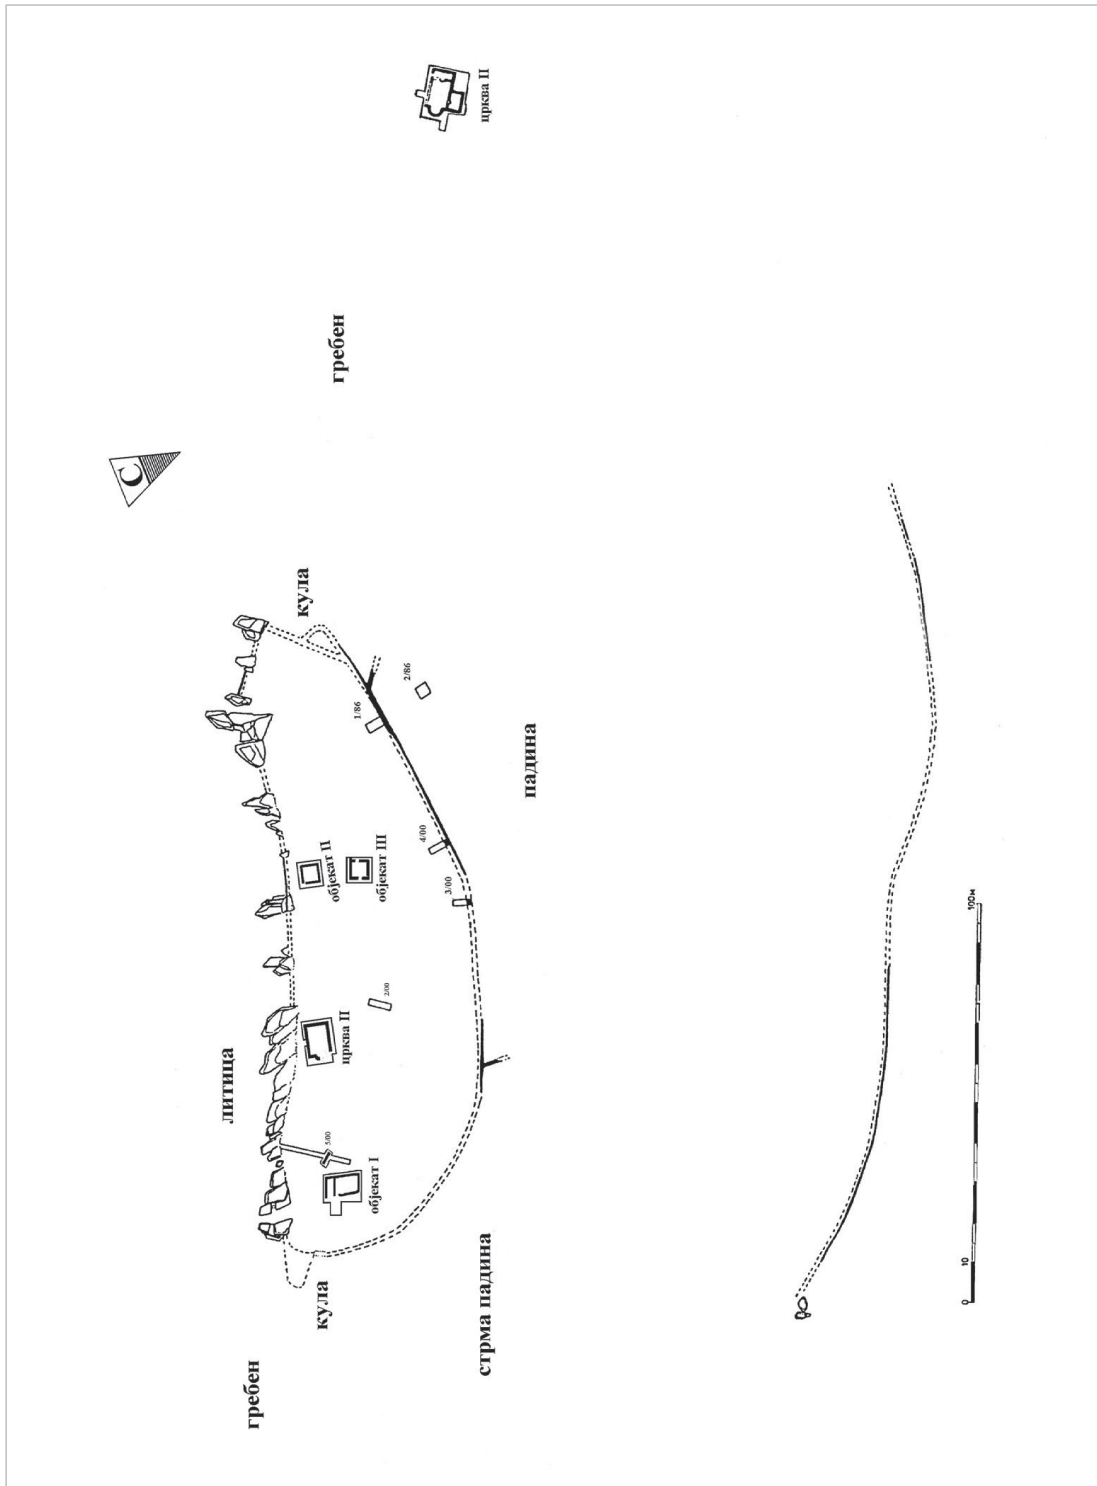 црква II
гребен
С
кула
2/86
1/86
падина
4/00
3/00
објекат II
објекат III
2/00
црква II
литица
5/00
објекат I
кула
стрма падина
гребен
0
10
100м